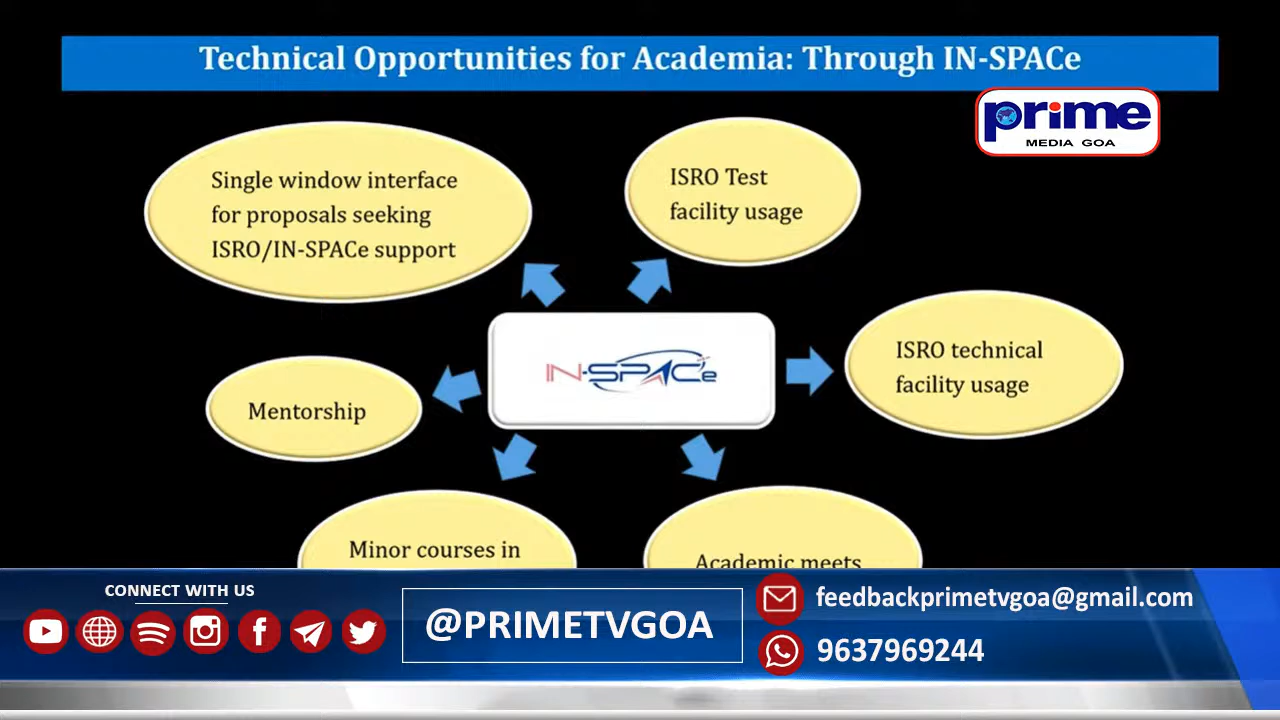 Technical Opportunities for Academia: Through IN-SPACe
prime
MEDIA GOA
Single window interface
for proposals seeking
ISRO/IN-SPACe support
ISRO Test
facility usage
IN-SPACe
ISRO technical
facility usage
Mentorship
Minor courses in
Academic meets
CONNECT WITH US
@PRIMETVGOA
feedbackprimetvgoa@gmail.com
9637969244